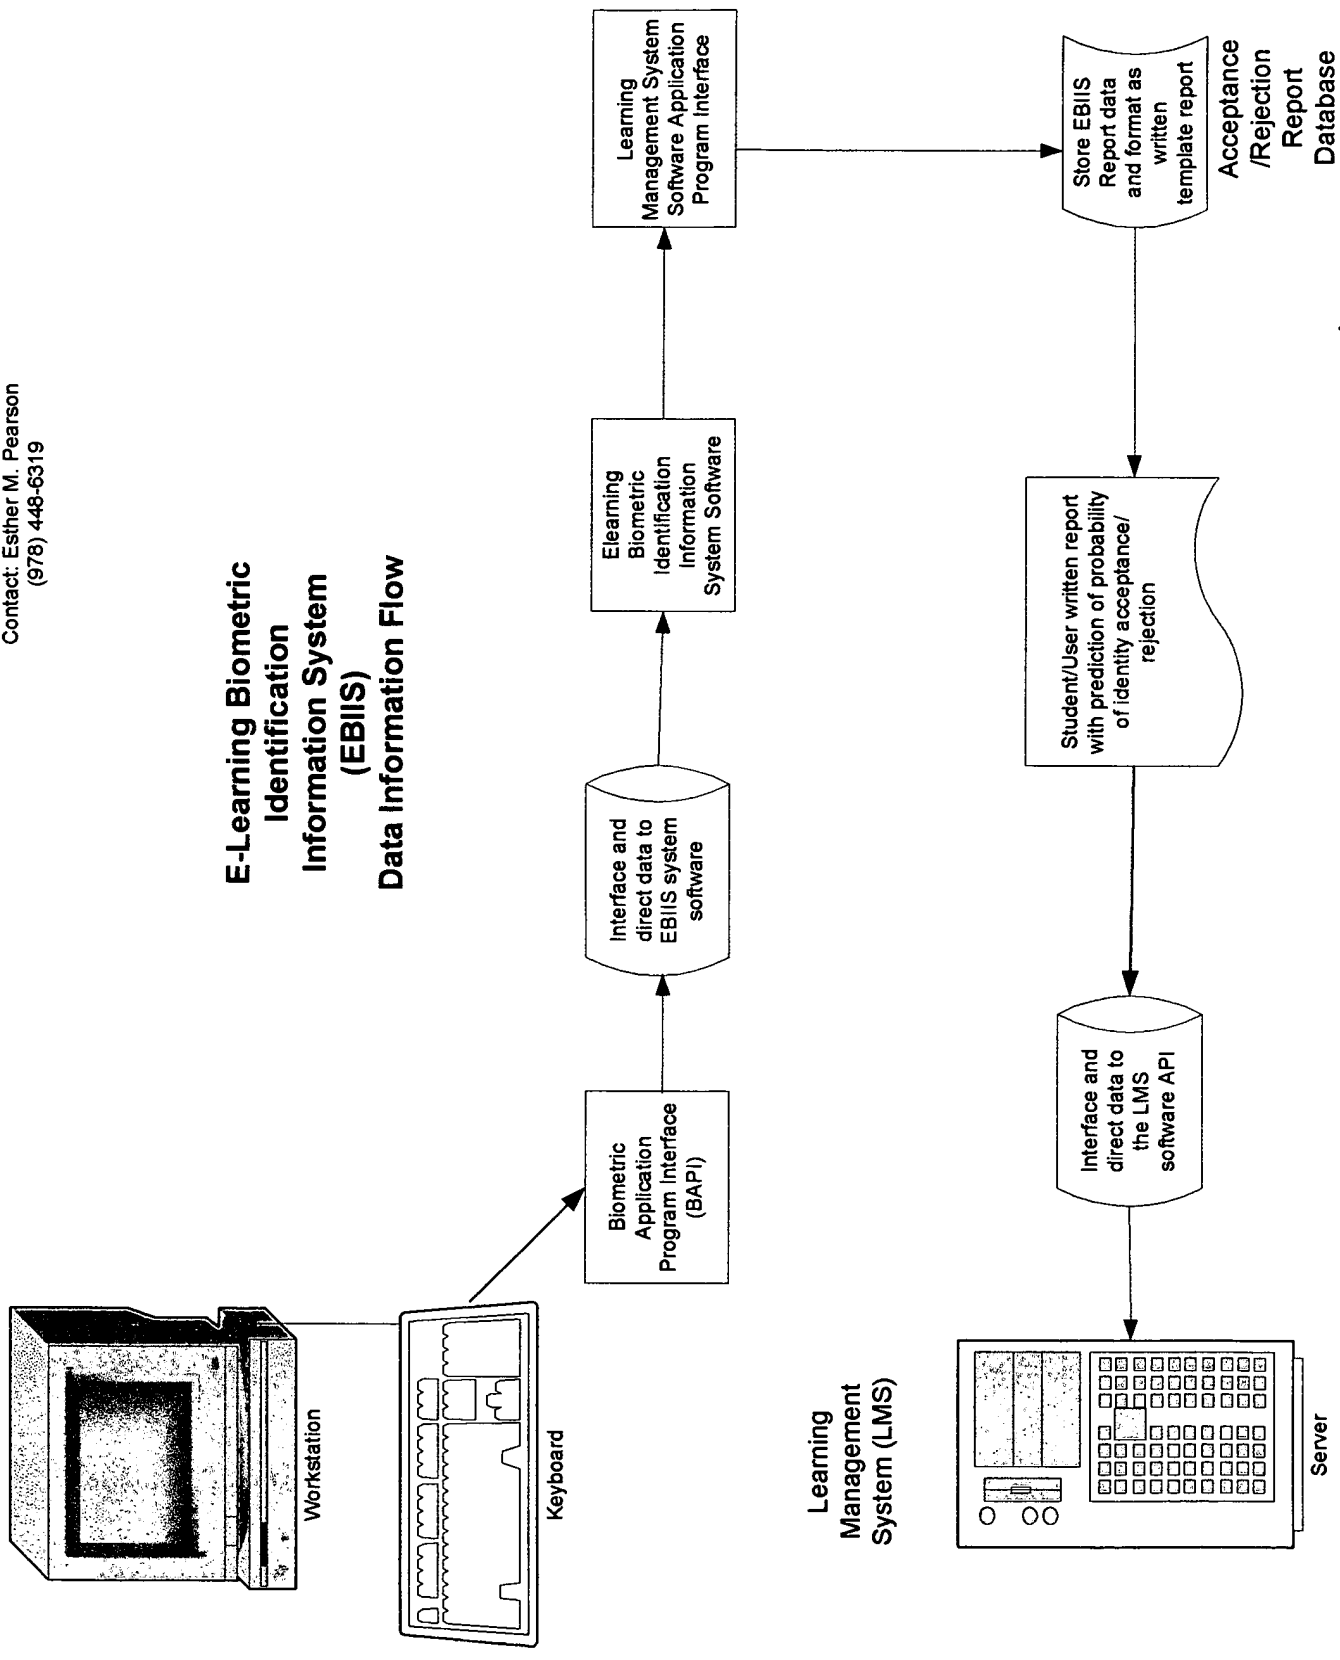 Contact: Esther M. Pearson
(978) 448-6319
E-Learning Biometric
Identification
Information System
(EBIIS)
Data Information Flow
Workstation
Keyboard
Biometric
Application
Program Interface
(BAPI)
Interface and
direct data to
EBIIS system
software
Elearning
Biometric
Identification
Information
System Software
Learning
Management System
Software Application
Program Interface
Store EBIIS
Report data
and format as
written
template report
Acceptance
/Rejection
Report
Database
Student/User written report
with prediction of probability
of identity acceptance/
rejection
Interface and
direct data to
the LMS
software API
Learning
Management
System (LMS)
Server